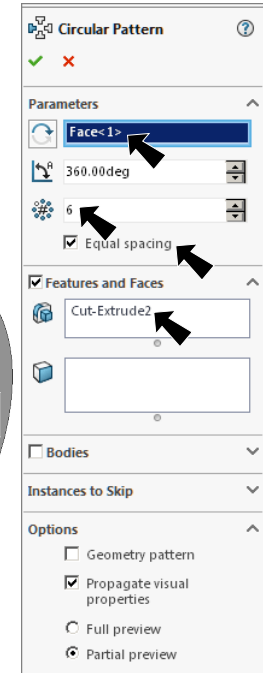 Circular Pattern
Parameters
Face<1>
360.00deg
6
Equal spacing
Features and Faces
Cut-Extrude2
Bodies
Instances to Skip
Options
Geometry pattern
Propagate visual
properties
Full preview
Partial preview